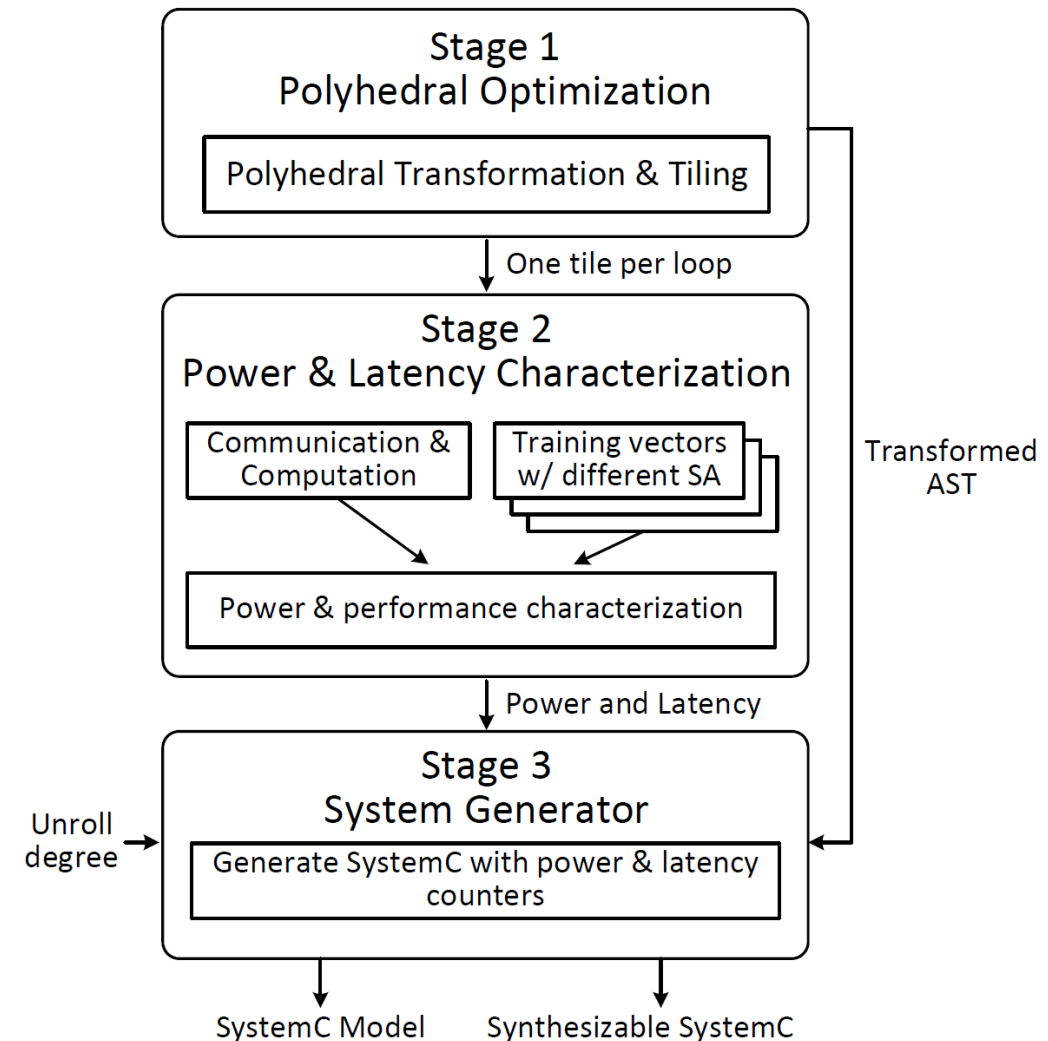 Stage 1
Polyhedral Optimization
Polyhedral Transformation & Tiling
One tile per loop
Stage 2
Power & Latency Characterization
Communication &
Computation
Training vectors
w/ different SA
Transformed
AST
Power & performance characterization
Power and Latency
Stage 3
System Generator
Unroll
degree
Generate SystemC with power & latency
counters
SystemC Model
Synthesizable SystemC